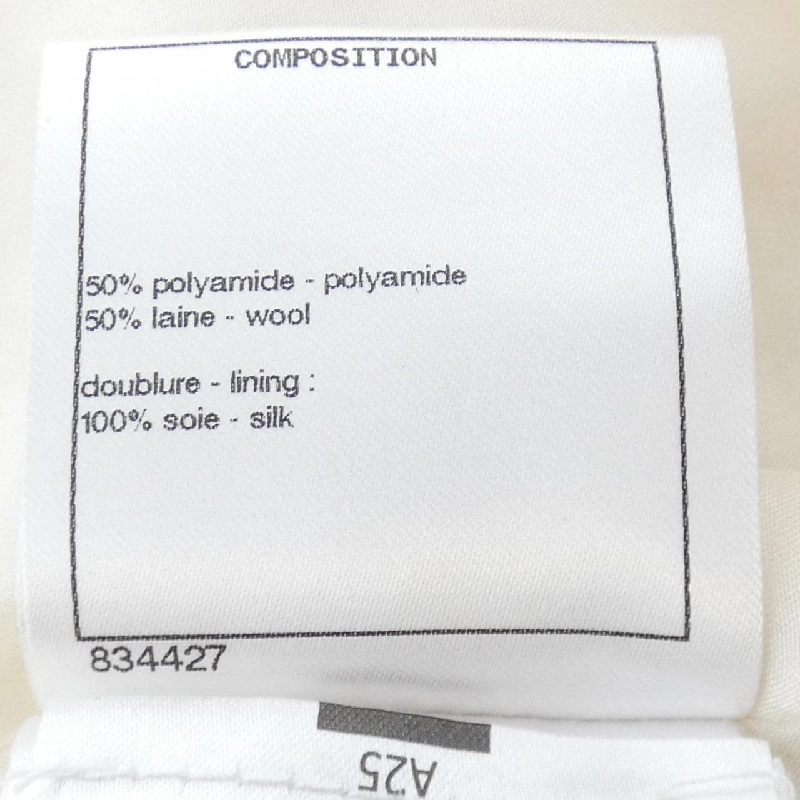 COMPOSITION
50% polyamide - polyamide
50% laine - wool
doublure - lining :
100% soie - silk
834427
A25